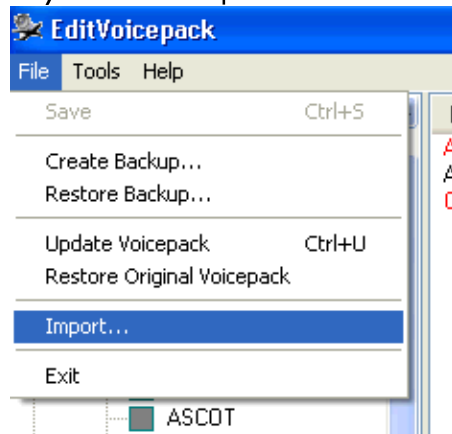 EditVoicepack
File Tools Help
Save Ctrl+S
Create Backup...
Restore Backup...
Update Voicepack Ctrl+U
Restore Original Voicepack
Import...
Exit
ASCOT